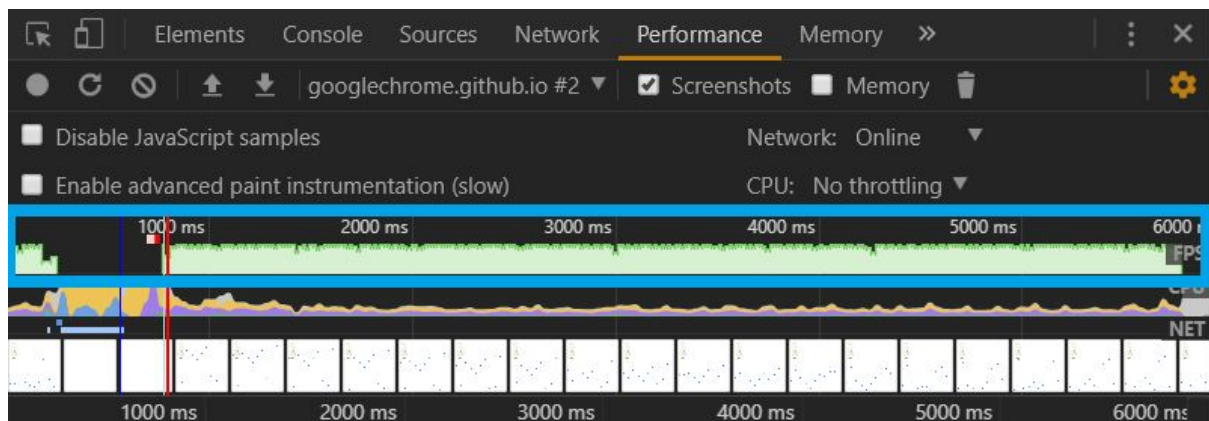 Elements Console Sources Network Performance Memory »
googlechrome.github.io #2 ▼ Screenshots Memory
Disable JavaScript samples Network: Online ▼
Enable advanced paint instrumentation (slow) CPU: No throttling ▼
1000 ms 2000 ms 3000 ms 4000 ms 5000 ms 6000
FPS
CPU
NET
1000 ms 2000 ms 3000 ms 4000 ms 5000 ms 6000 ms